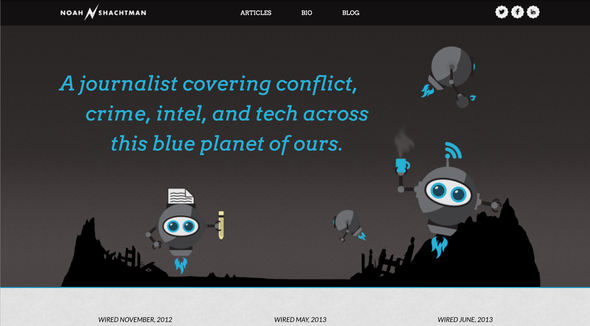 NOAH SHACHTMAN
ARTICLES BIO BLOG
A journalist covering conflict,
crime, intel, and tech across
this blue planet of ours.
WIRED NOVEMBER, 2012
WIRED MAY, 2013
WIRED JUNE, 2013